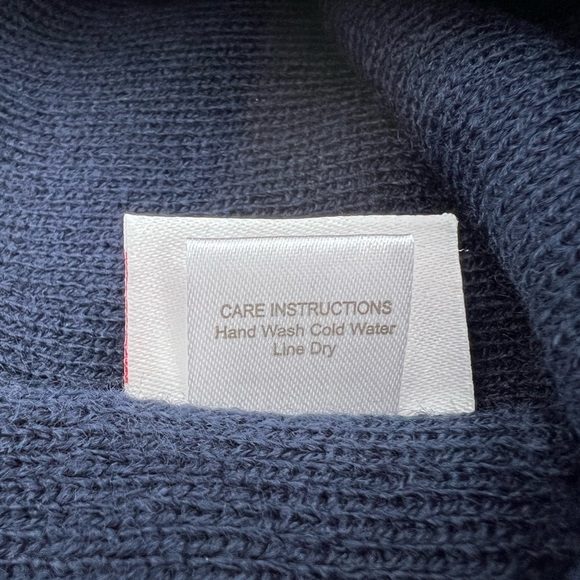 CARE INSTRUCTIONS
Hand Wash Cold Water
Line Dry